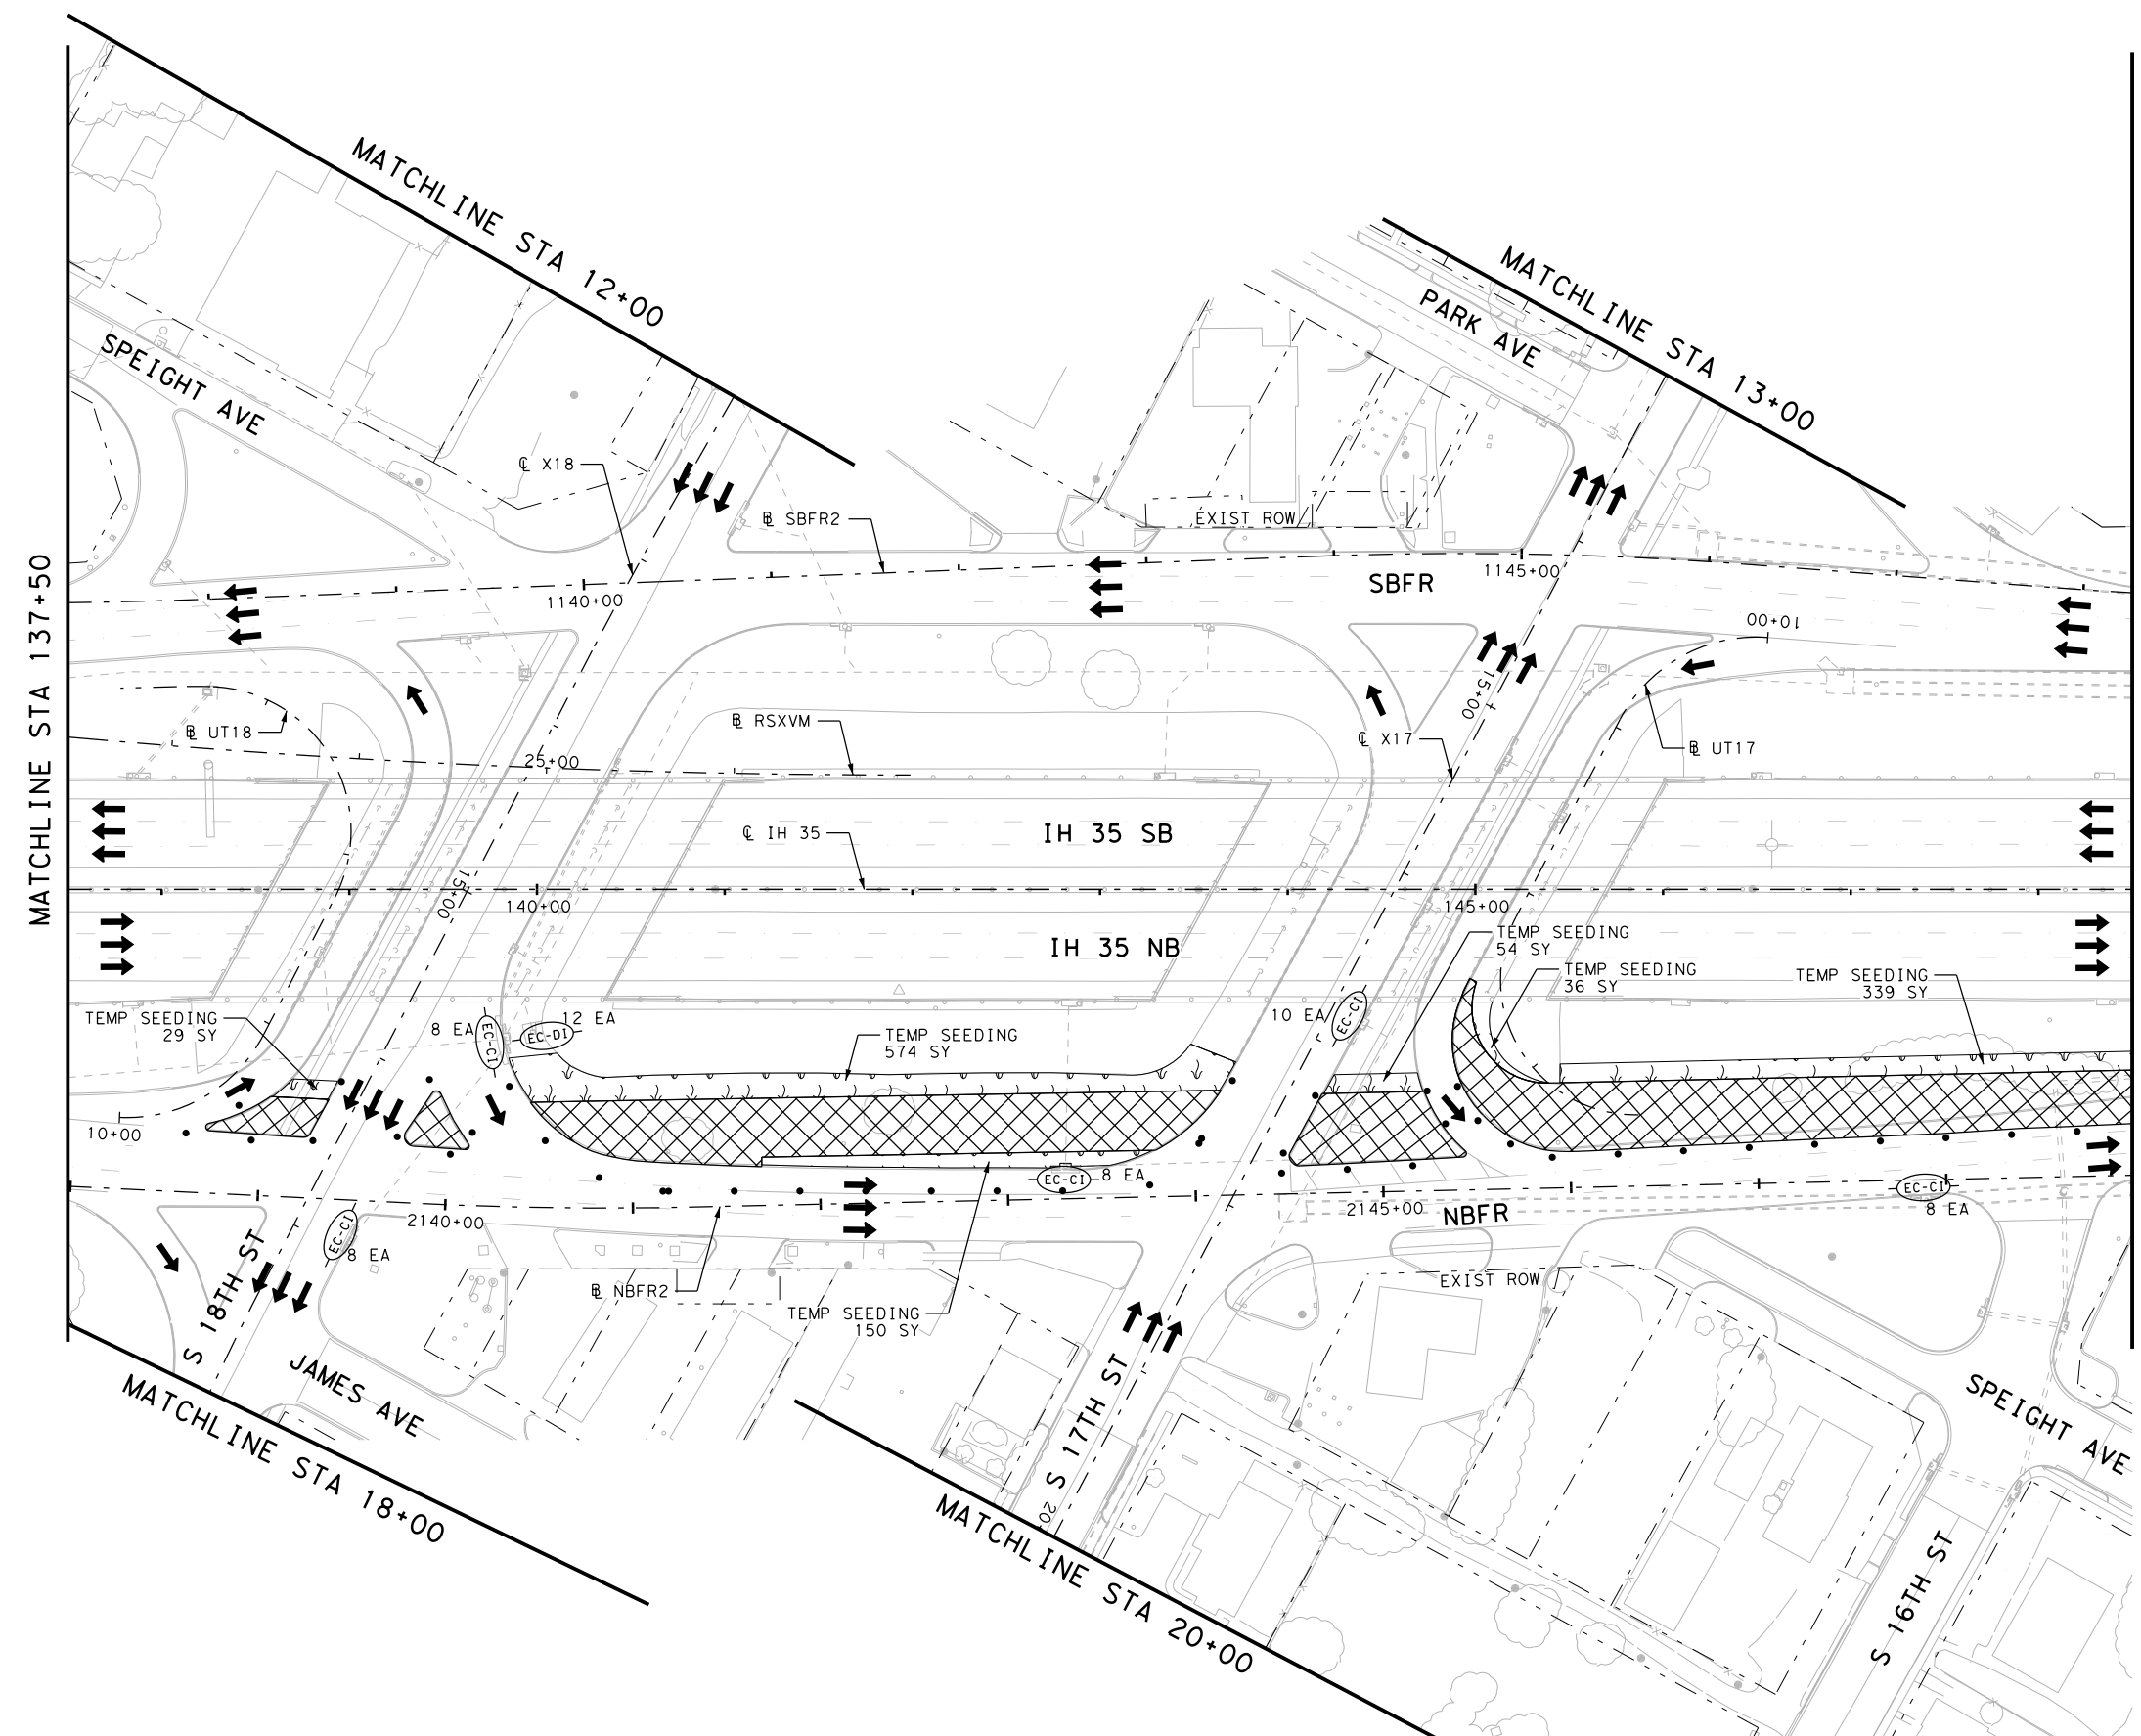 MATCHLINE STA 12+00
MATCHLINE STA 13+00
PARK AVE
SPEIGHT AVE
℄ X18
B͟L SBFR2
EXIST ROW
MATCHLINE STA 137+50
1140+00
SBFR
1145+00
10+00
15+00
BL UT18
BL RSXVM
℄ X17
BL UT17
25+00
℄ IH 35
IH 35 SB
15+00
140+00
145+00
IH 35 NB
TEMP SEEDING
54 SY
TEMP SEEDING
36 SY
TEMP SEEDING
339 SY
TEMP SEEDING
29 SY
8 EA
EC-CI
EC-DI
12 EA
TEMP SEEDING
574 SY
10 EA
EC-CI
10+00
EC-CI
8 EA
EC-CI
8 EA
2140+00
2145+00
NBFR
EC-CI
8 EA
S 18TH ST
BL NBFR2
TEMP SEEDING
150 SY
EXIST ROW
JAMES AVE
S 17TH ST
SPEIGHT AVE
MATCHLINE STA 18+00
20
MATCHLINE STA 20+00
S 16TH ST